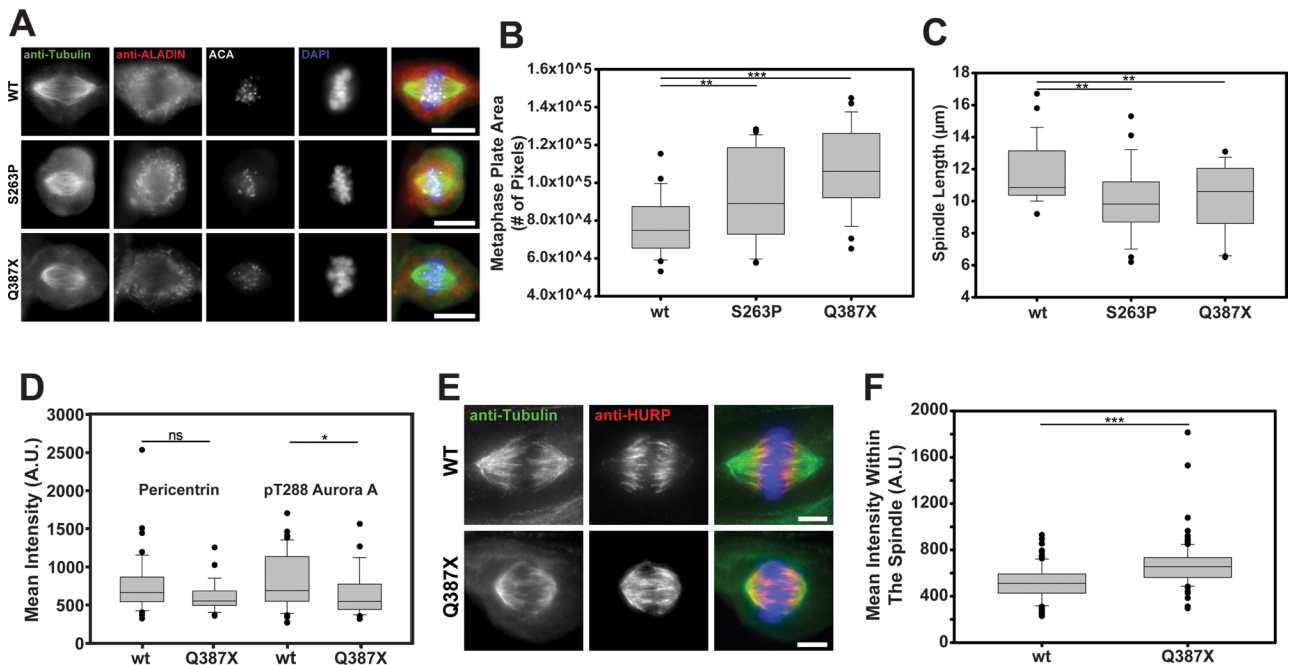 A
anti-Tubulin anti-ALADIN ACA DAPI
WT
S263P
Q387X
B
Metaphase Plate Area
(# of Pixels)
1.6x10^5
1.4x10^5
1.2x10^5
1.0x10^5
8.0x10^4
6.0x10^4
4.0x10^4
***
**
wt S263P Q387X
C
Spindle Length (μm)
18
16
14
12
10
8
6
4
**
**
wt S263P Q387X
D
Mean Intensity (A.U.)
3000
2500
2000
1500
1000
500
0
ns *
Pericentrin pT288 Aurora A
wt Q387X wt Q387X
E
anti-Tubulin anti-HURP
WT
Q387X
F
Mean Intensity Within
The Spindle (A.U.)
2000
1600
1200
800
400
0
***
wt Q387X